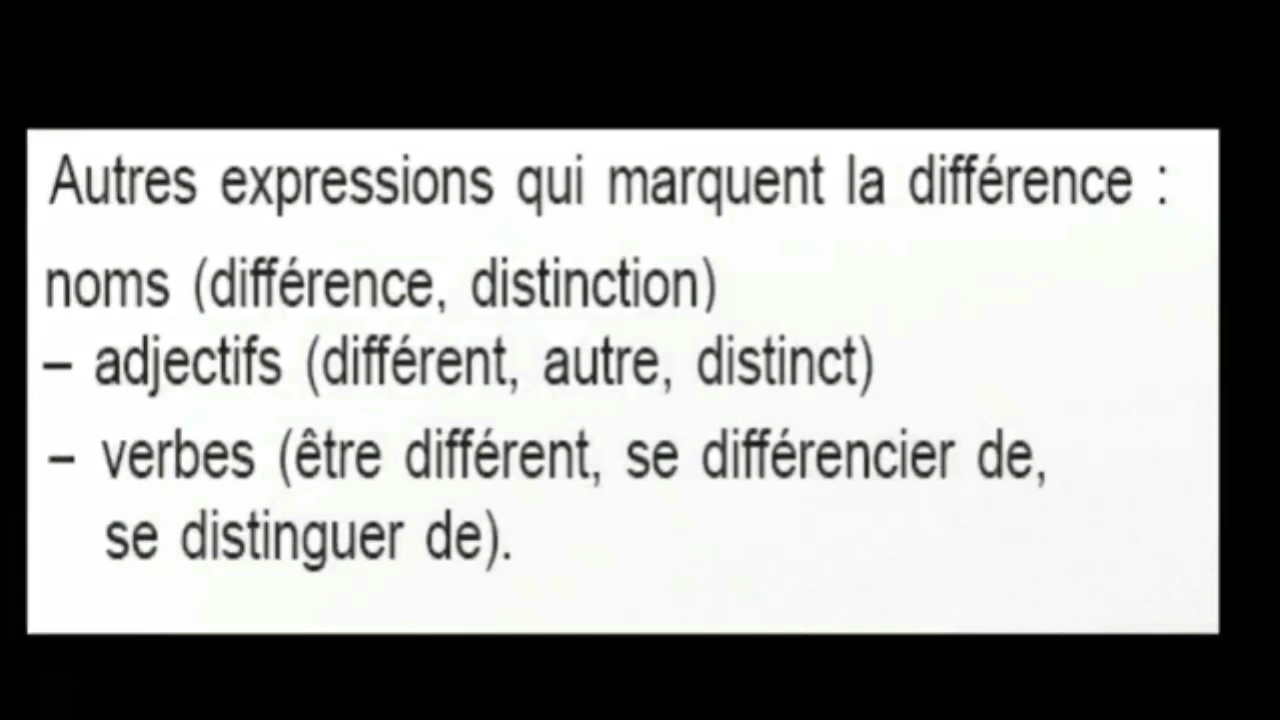 Autres expressions qui marquent la différence :
noms (différence, distinction)
– adjectifs (différent, autre, distinct)
– verbes (être différent, se différencier de,
se distinguer de).